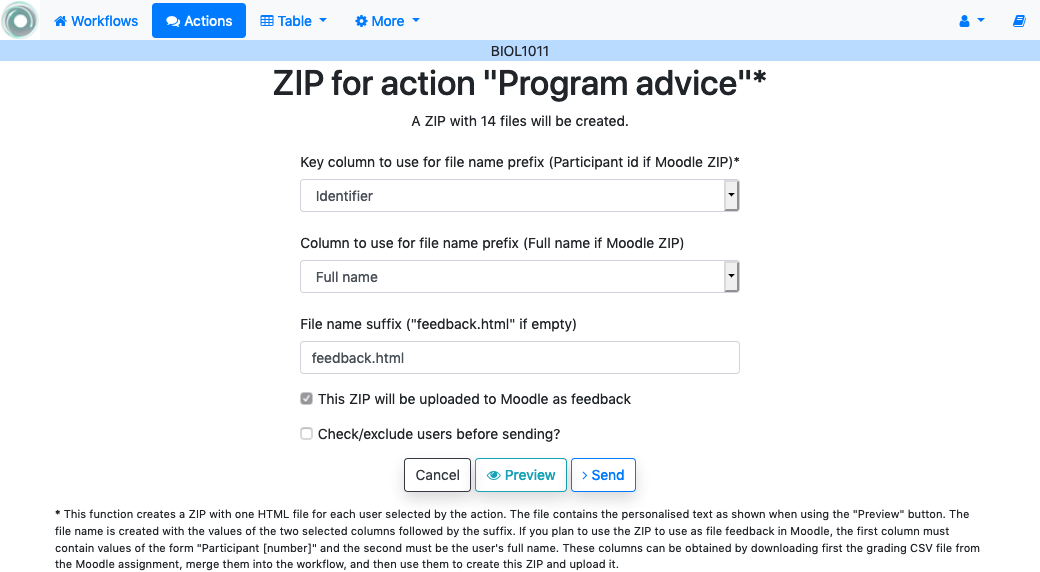 Workflows Actions Table More
BIOL1011
ZIP for action "Program advice"*
A ZIP with 14 files will be created.
Key column to use for file name prefix (Participant id if Moodle ZIP)*
Identifier
Column to use for file name prefix (Full name if Moodle ZIP)
Full name
File name suffix ("feedback.html" if empty)
feedback.html
This ZIP will be uploaded to Moodle as feedback
Check/exclude users before sending?
Cancel Preview Send
* This function creates a ZIP with one HTML file for each user selected by the action. The file contains the personalised text as shown when using the "Preview" button. The
file name is created with the values of the two selected columns followed by the suffix. If you plan to use the ZIP to use as file feedback in Moodle, the first column must
contain values of the form "Participant [number]" and the second must be the user's full name. These columns can be obtained by downloading first the grading CSV file from
the Moodle assignment, merge them into the workflow, and then use them to create this ZIP and upload it.